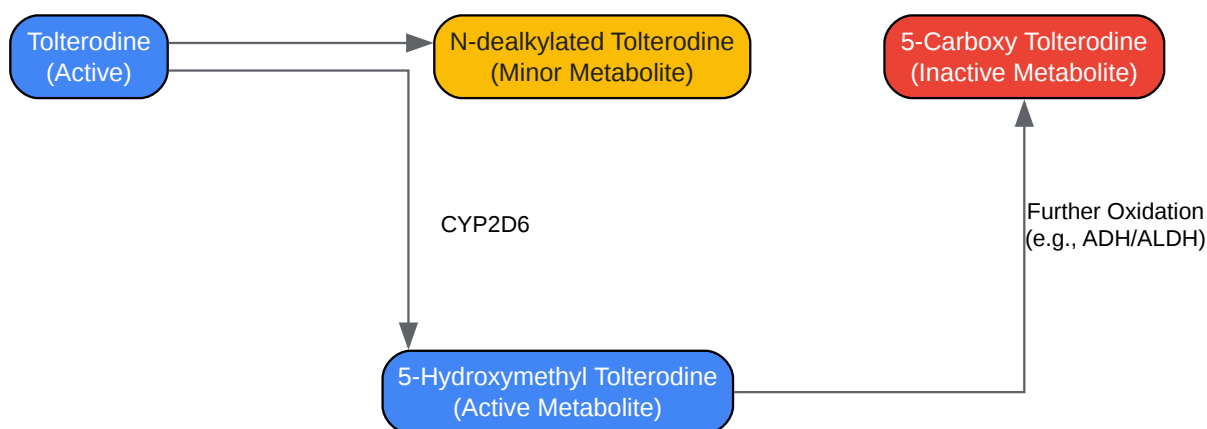 Tolterodine
(Active)
N-dealkylated Tolterodine
(Minor Metabolite)
5-Carboxy Tolterodine
(Inactive Metabolite)
CYP2D6
Further Oxidation
(e.g., ADH/ALDH)
5-Hydroxymethyl Tolterodine
(Active Metabolite)